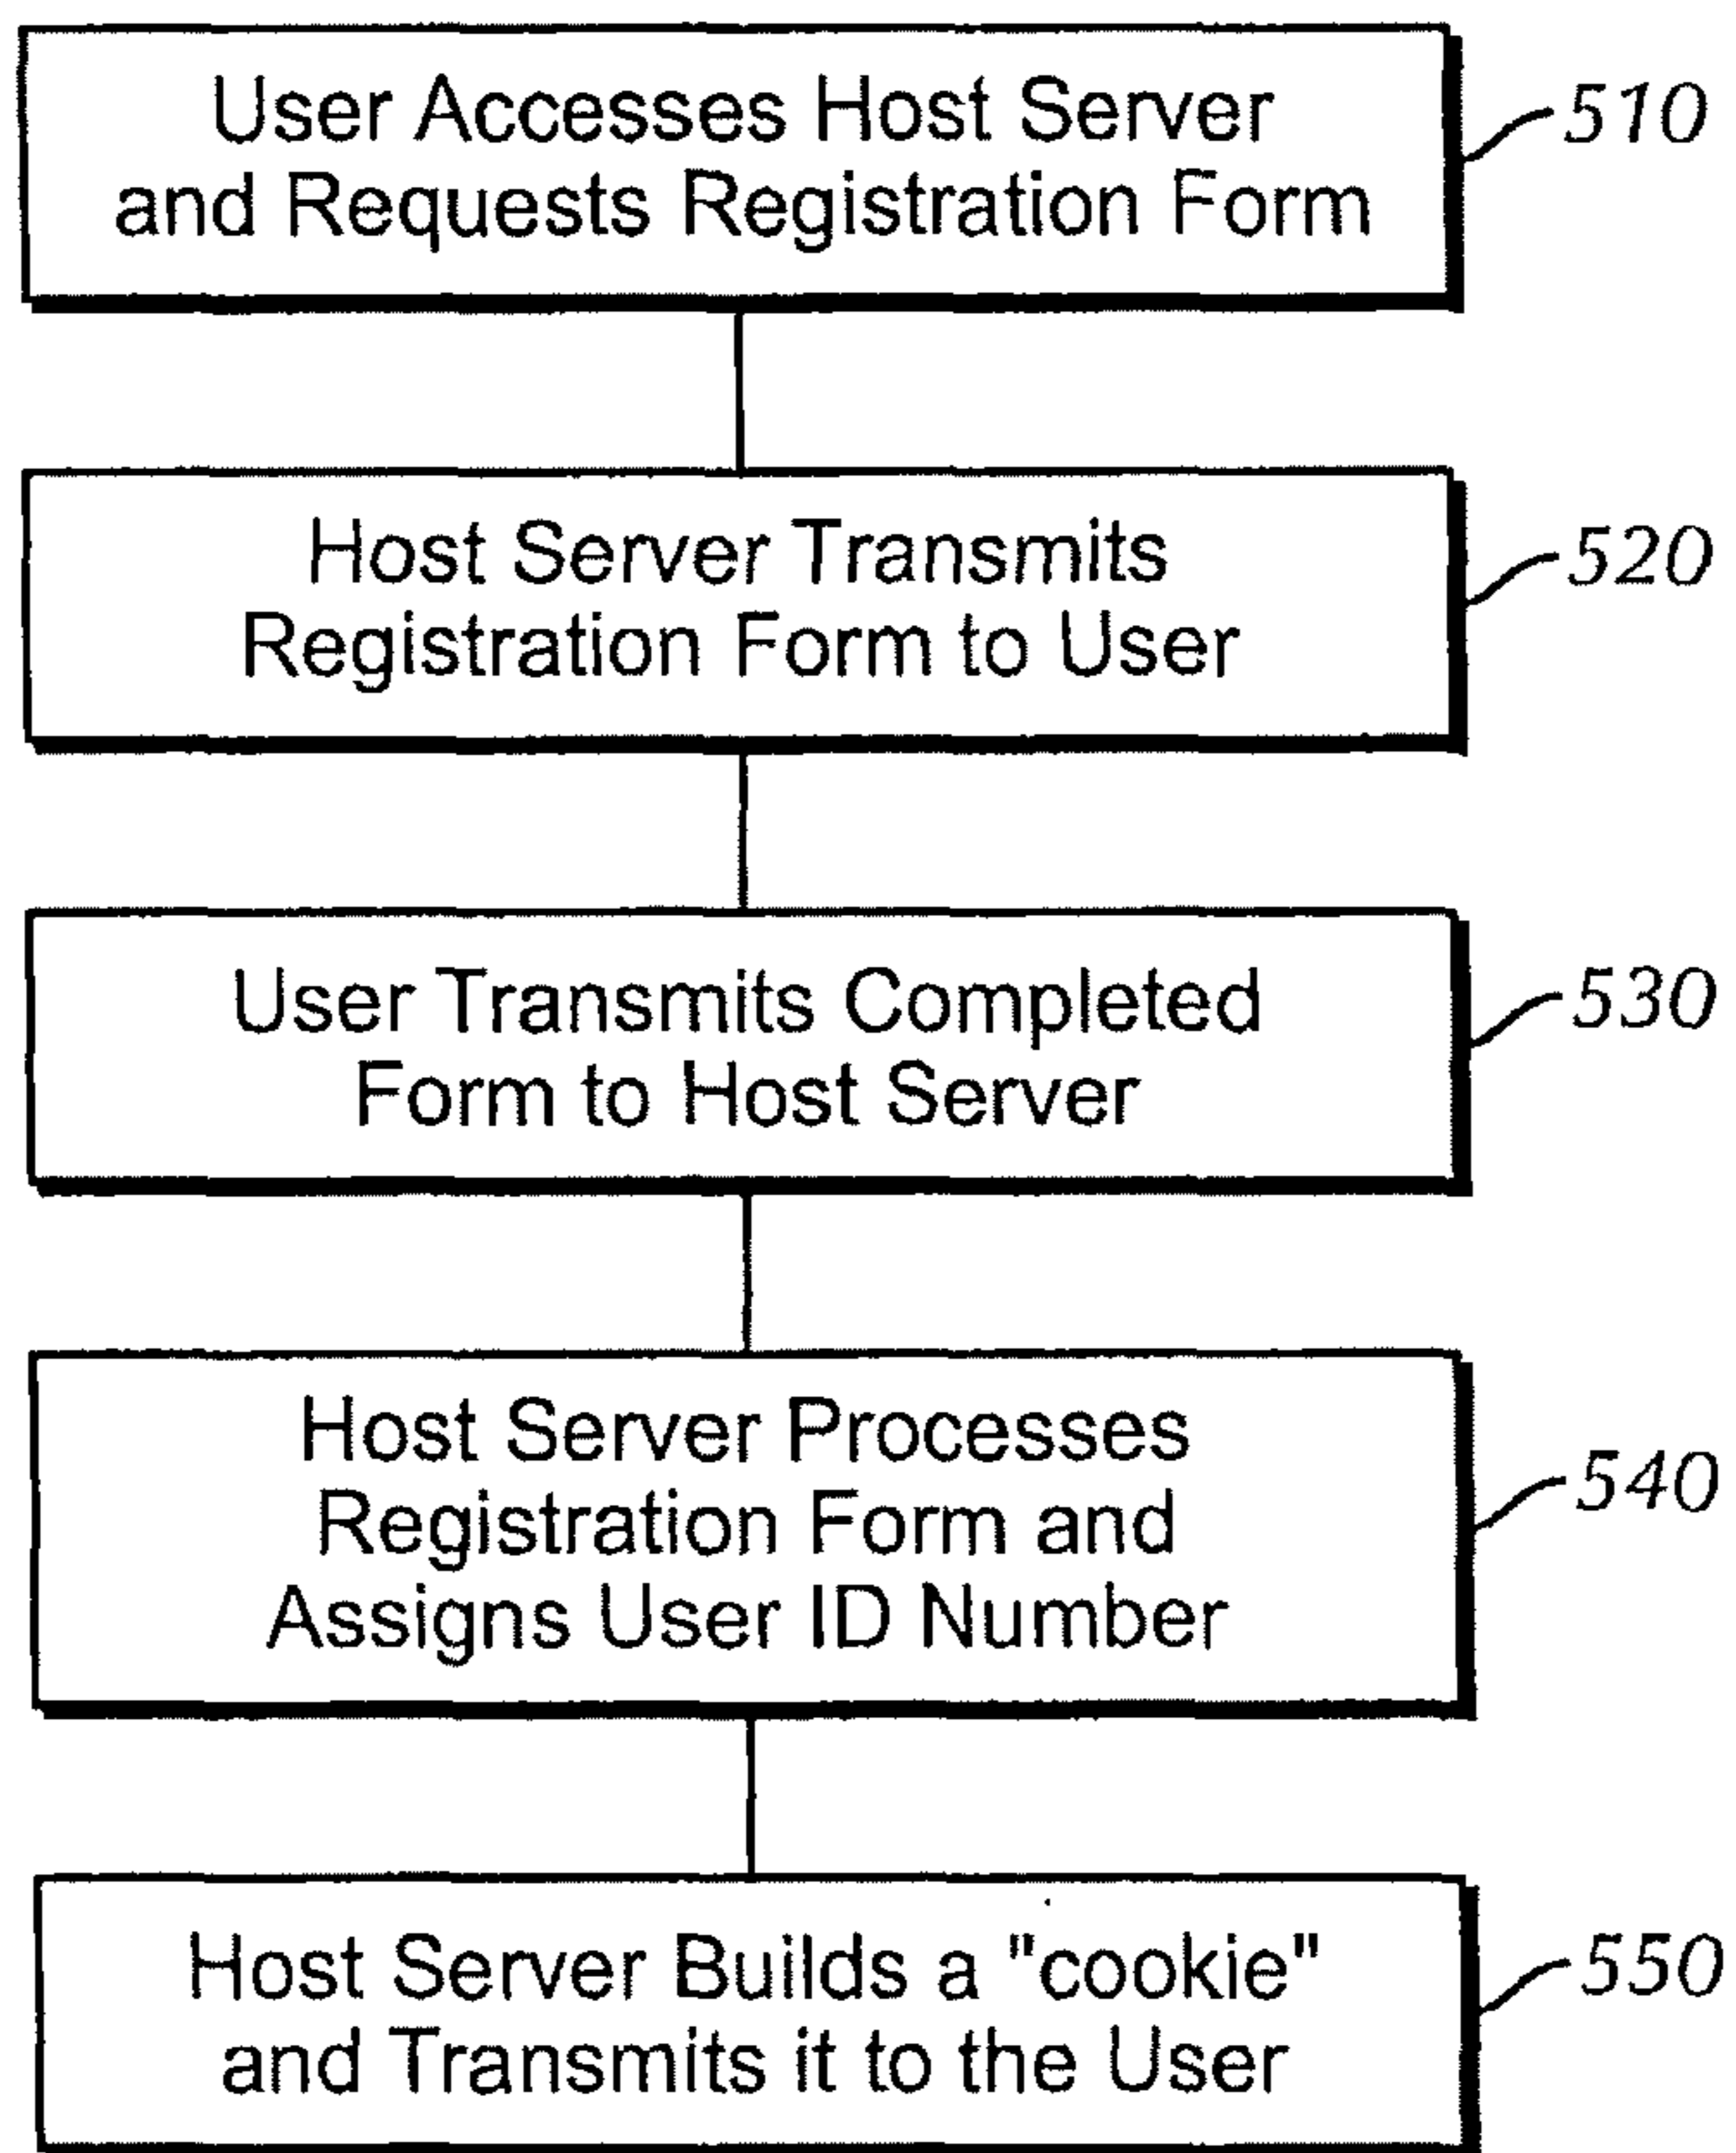 User Accesses Host Server
and Requests Registration Form
510
Host Server Transmits
Registration Form to User
520
User Transmits Completed
Form to Host Server
530
Host Server Processes
Registration Form and
Assigns User ID Number
540
Host Server Builds a "cookie"
and Transmits it to the User
550